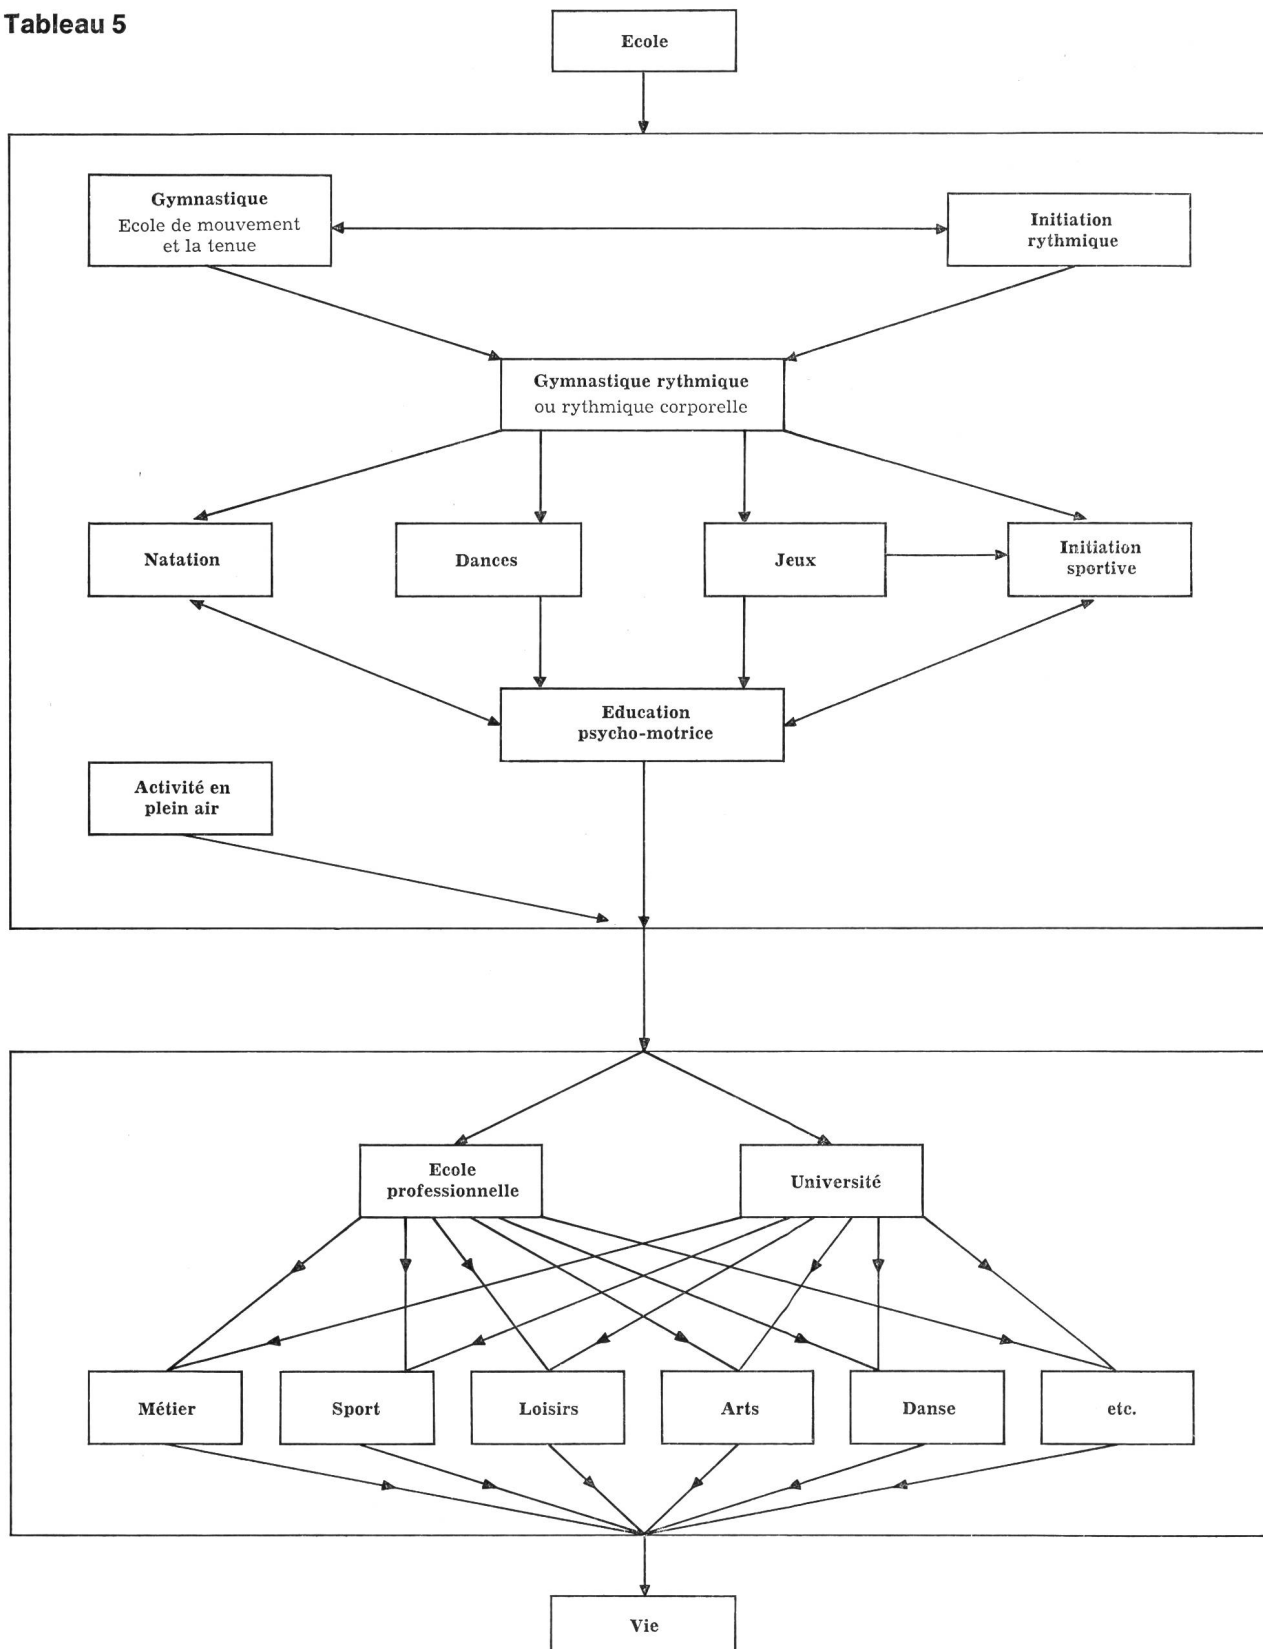 Tableau 5
Ecole
Gymnastique
Ecole de mouvement
et la tenue
Initiation
rythmique
Gymnastique rythmique
ou rythmique corporelle
Natation
Dances
Jeux
Initiation
sportive
Education
psycho-motrice
Activité en
plein air
Ecole
professionnelle
Université
Métier
Sport
Loisirs
Arts
Danse
etc.
Vie